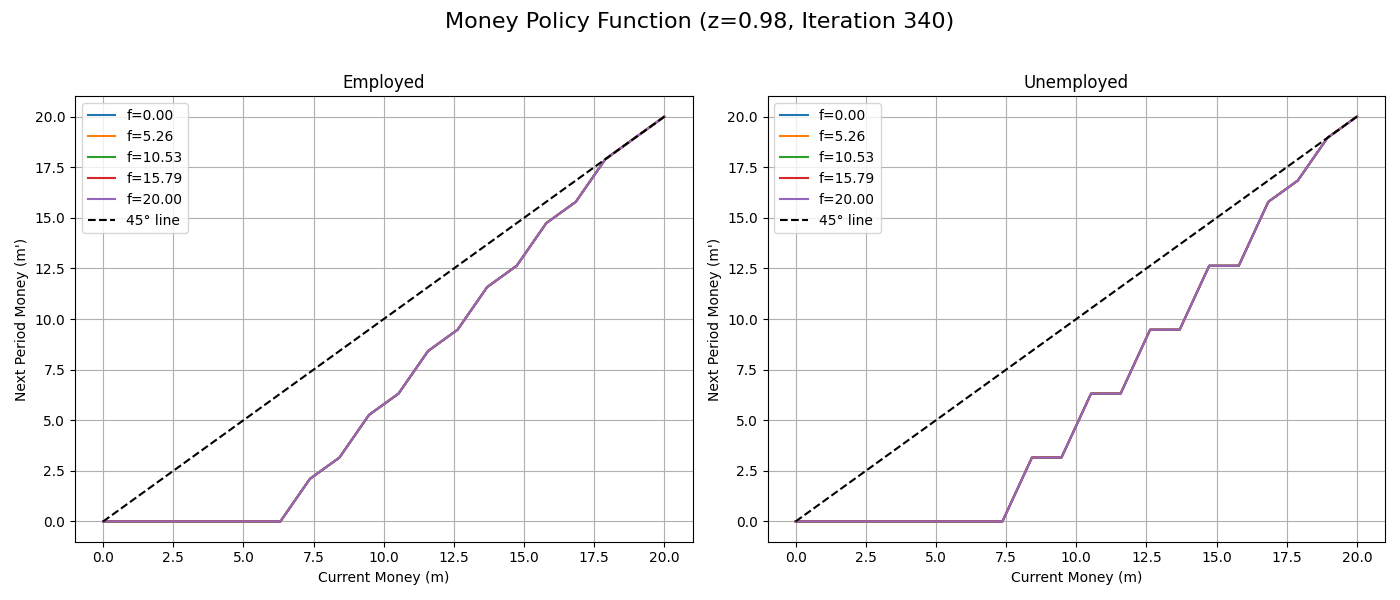 Money Policy Function (z=0.98, Iteration 340)
Employed
f=0.00
f=5.26
f=10.53
f=15.79
f=20.00
45° line
20.0
17.5
15.0
12.5
10.0
7.5
5.0
2.5
0.0
Next Period Money (m')
0.0 2.5 5.0 7.5 10.0 12.5 15.0 17.5 20.0
Current Money (m)
Unemployed
f=0.00
f=5.26
f=10.53
f=15.79
f=20.00
45° line
20.0
17.5
15.0
12.5
10.0
7.5
5.0
2.5
0.0
Next Period Money (m')
0.0 2.5 5.0 7.5 10.0 12.5 15.0 17.5 20.0
Current Money (m)